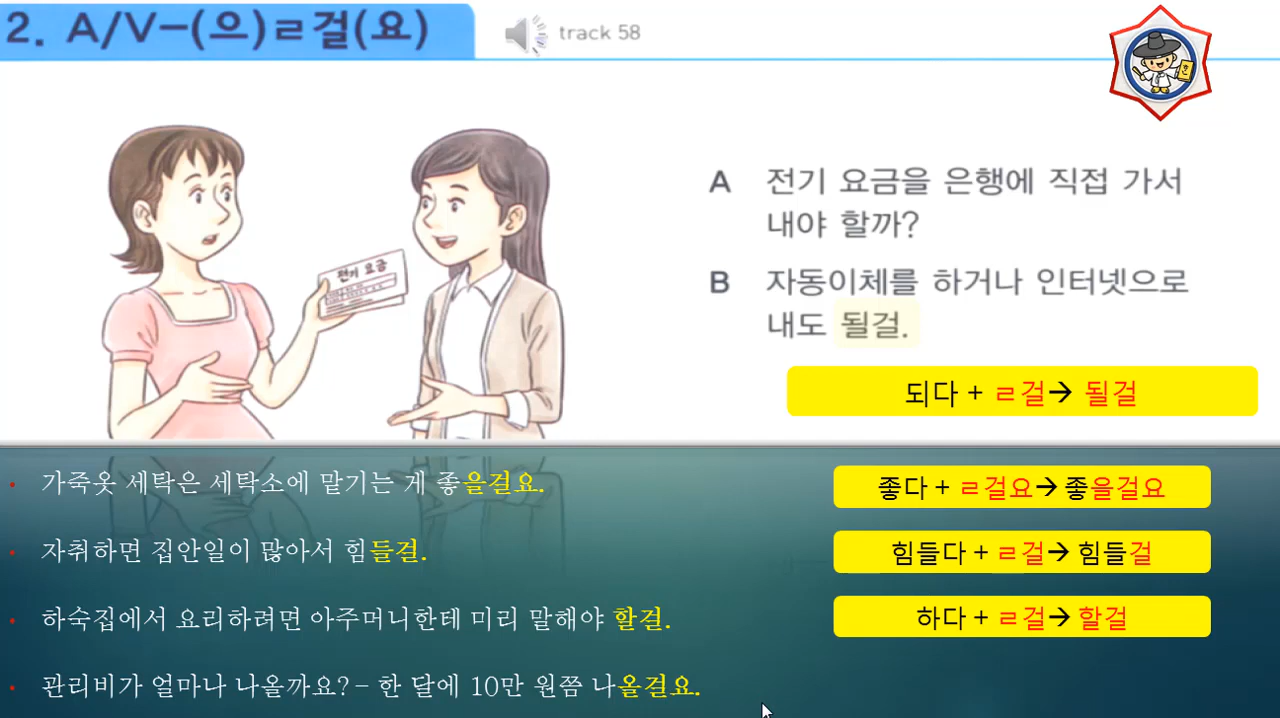 2. A/V-(으)ㄹ걸(요)
track 58
전기 요금
A 전기 요금을 은행에 직접 가서
내야 할까?
B 자동이체를 하거나 인터넷으로
내도 될걸.
되다 + ㄹ걸→ 될걸
• 가죽옷 세탁은 세탁소에 맡기는 게 좋을걸요.
좋다 + ㄹ걸요→ 좋을걸요
• 자취하면 집안일이 많아서 힘들걸.
힘들다 + ㄹ걸→ 힘들걸
• 하숙집에서 요리하려면 아주머니한테 미리 말해야 할걸.
하다 + ㄹ걸→ 할걸
• 관리비가 얼마나 나올까요? – 한 달에 10만 원쯤 나올걸요.